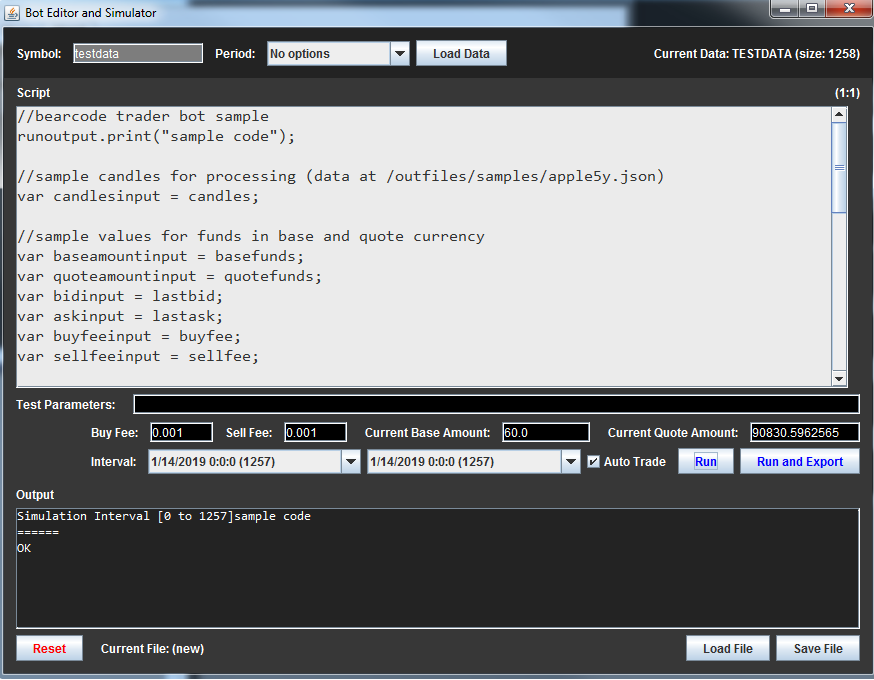 Bot Editor and Simulator
Symbol: testdata Period: No options Load Data Current Data: TESTDATA (size: 1258)
Script (1:1)
//bearcode trader bot sample
runoutput.print("sample code");
//sample candles for processing (data at /outfiles/samples/apple5y.json)
var candlesinput = candles;
//sample values for funds in base and quote currency
var baseamountinput = basefunds;
var quoteamountinput = quotefunds;
var bidinput = lastbid;
var askinput = lastask;
var buyfeeinput = buyfee;
var sellfeeinput = sellfee;
Test Parameters:
Buy Fee: 0.001 Sell Fee: 0.001 Current Base Amount: 60.0 Current Quote Amount: 90830.5962565
Interval: 1/14/2019 0:0:0 (1257) 1/14/2019 0:0:0 (1257) Auto Trade Run Run and Export
Output
Simulation Interval [0 to 1257]sample code
======
OK
Reset Current File: (new) Load File Save File